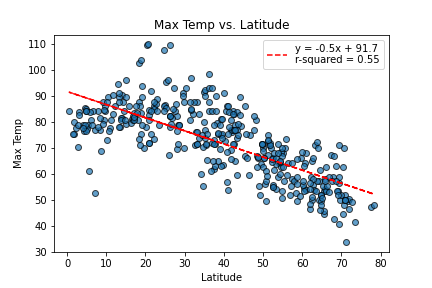 Max Temp vs. Latitude
y = -0.5x + 91.7
r-squared = 0.55
110
100
90
80
70
60
50
40
30
Max Temp
0 10 20 30 40 50 60 70 80
Latitude